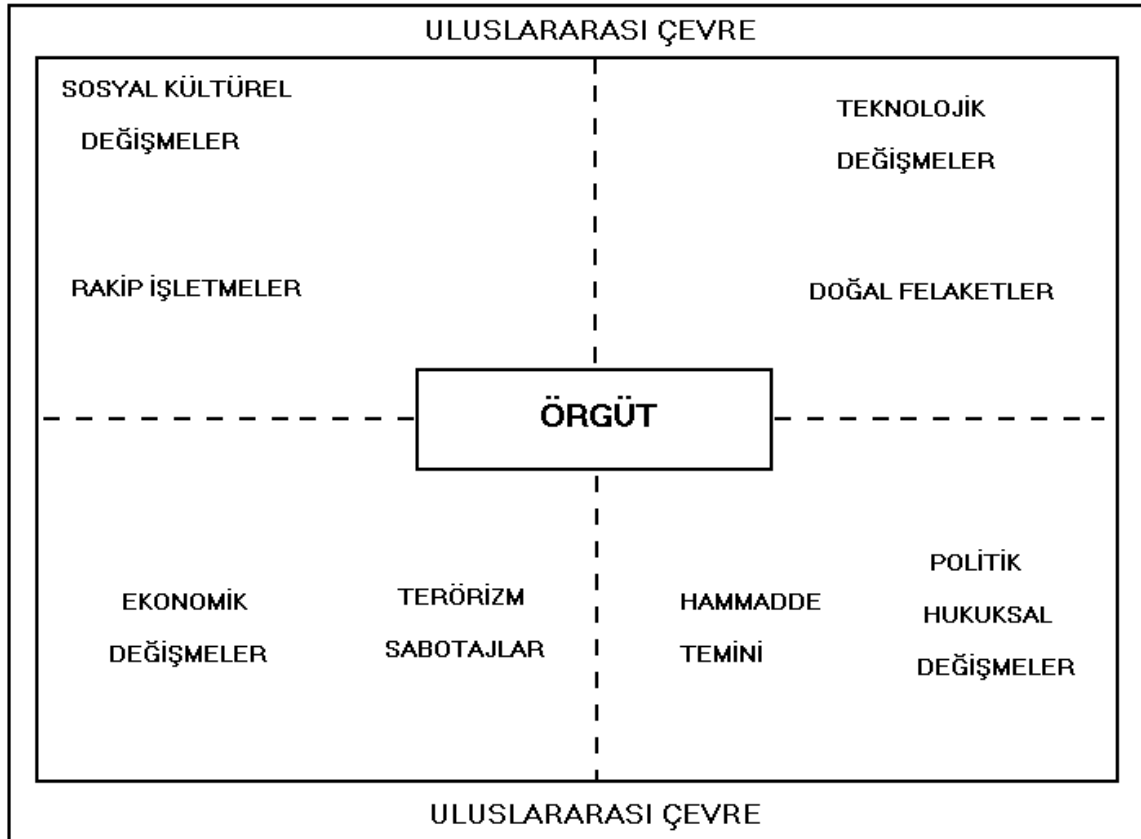 ULUSLARARASI ÇEVRE
SOSYAL KÜLTÜREL
DEĞİŞMELER
TEKNOLOJİK
DEĞİŞMELER
RAKİP İŞLETMELER
DOĞAL FELAKETLER
ÖRGÜT
EKONOMİK
DEĞİŞMELER
TERÖRİZM
SABOTAJLAR
HAMMADDE
TEMİNİ
POLİTİK
HUKUKSAL
DEĞİŞMELER
ULUSLARARASI ÇEVRE